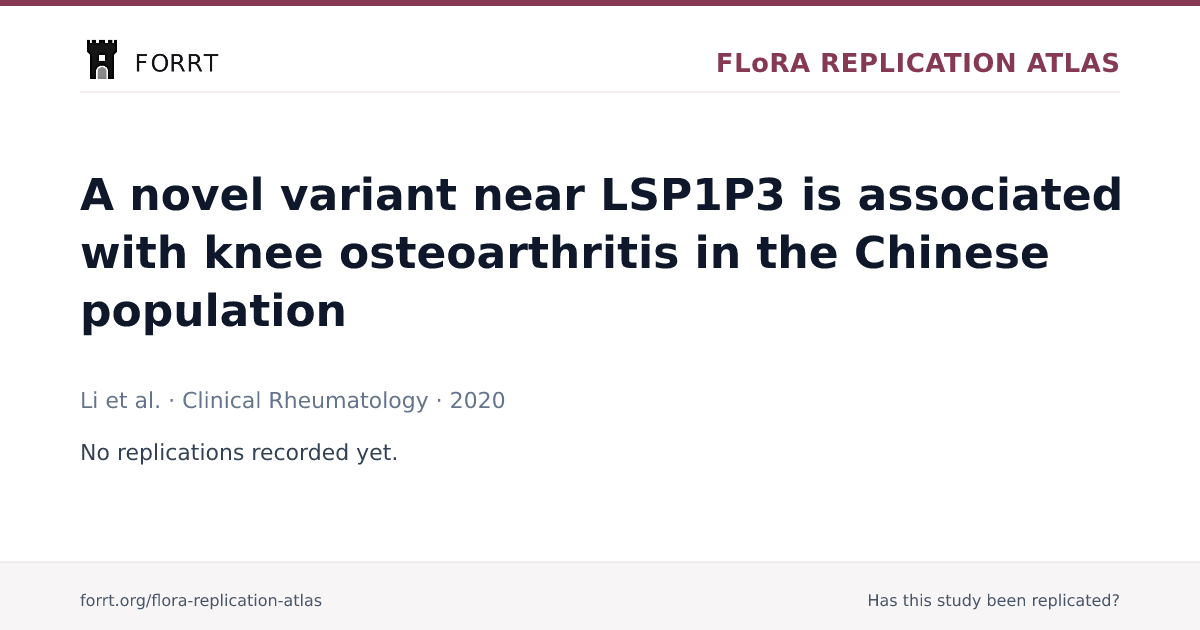 FORRT
FLoRA REPLICATION ATLAS
A novel variant near LSP1P3 is associated
with knee osteoarthritis in the Chinese
population
Li et al. · Clinical Rheumatology · 2020
No replications recorded yet.
forrt.org/flora-replication-atlas
Has this study been replicated?